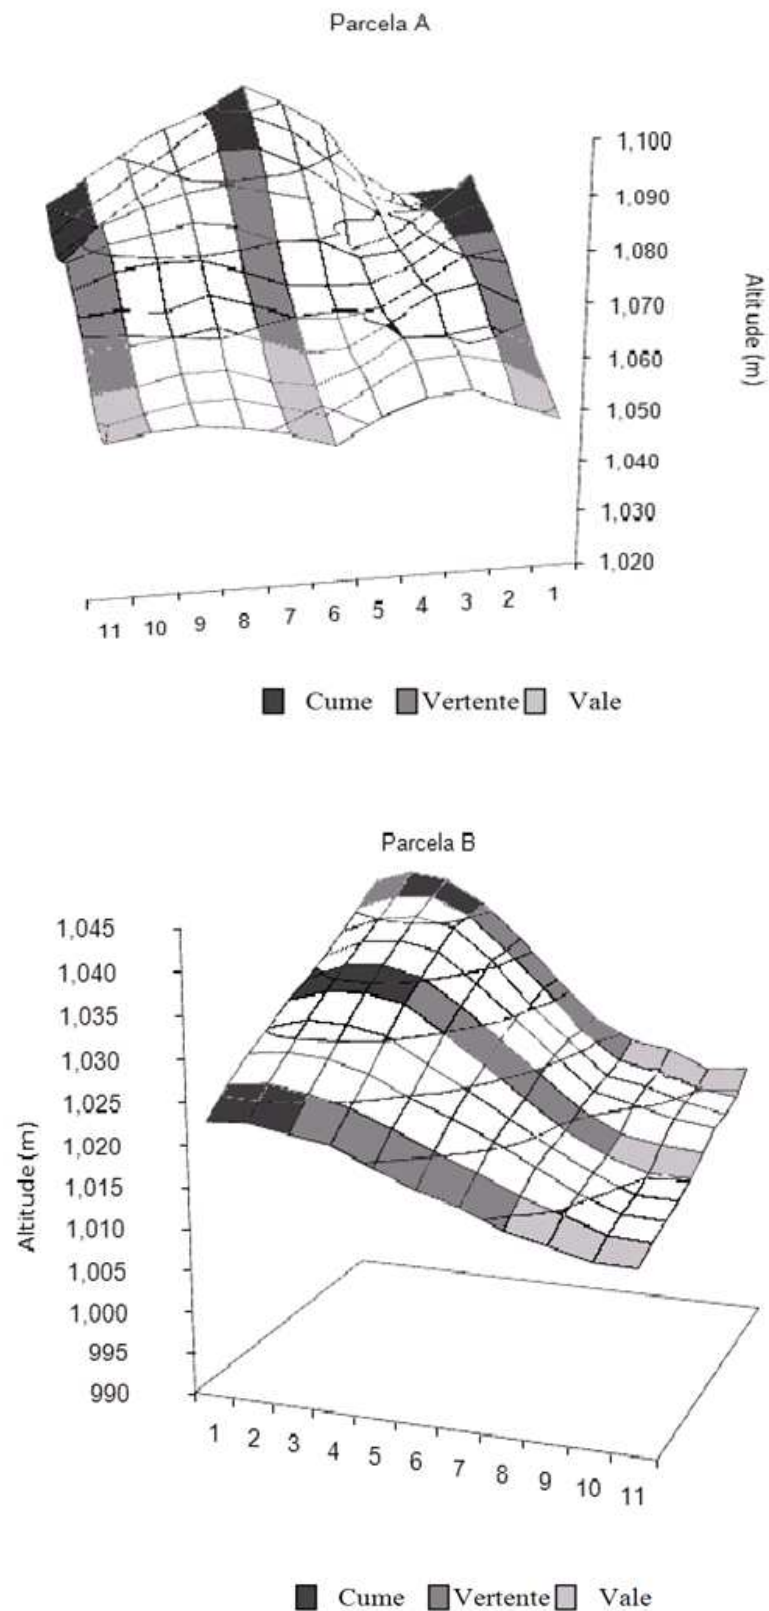 Parcela A
1,100
1,090
1,080
1,070
1,060
1,050
1,040
1,030
1,020
Altitude (m)
11 10 9 8 7 6 5 4 3 2 1
Cume Vertente Vale
Parcela B
1,045
1,040
1,035
1,030
1,025
1,020
1,015
1,010
1,005
1,000
995
990
Altitude (m)
1 2 3 4 5 6 7 8 9 10 11
Cume Vertente Vale